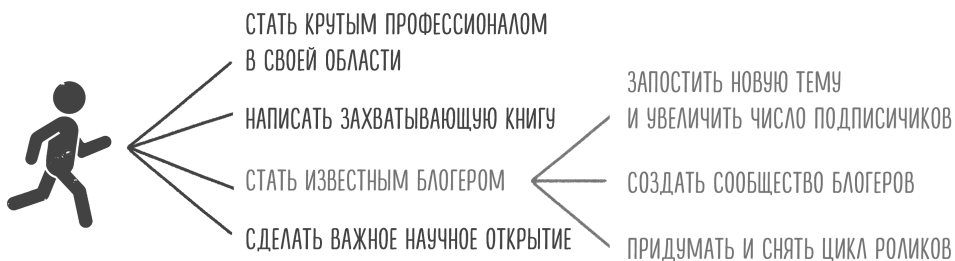 СТАТЬ КРУТЫМ ПРОФЕССИОНАЛОМ
В СВОЕЙ ОБЛАСТИ
НАПИСАТЬ ЗАХВАТЫВАЮЩУЮ КНИГУ
СТАТЬ ИЗВЕСТНЫМ БЛОГЕРОМ
СДЕЛАТЬ ВАЖНОЕ НАУЧНОЕ ОТКРЫТИЕ
ЗАПОСТИТЬ НОВУЮ ТЕМУ
И УВЕЛИЧИТЬ ЧИСЛО ПОДПИСИЧИКОВ
СОЗДАТЬ СООБЩЕСТВО БЛОГЕРОВ
ПРИДУМАТЬ И СНЯТЬ ЦИКЛ РОЛИКОВ